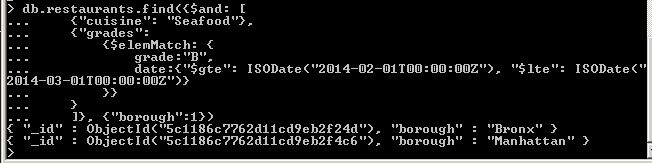 > db.restaurants.find({$and: [
...     {"cuisine": "Seafood"},
...     {"grades":
...         {$elemMatch: {
...             grade:"B",
...             date:{"$gte": ISODate("2014-02-01T00:00:00Z"), "$lte": ISODate("
2014-03-01T00:00:00Z")}
...         }}
...     }
...     ]}, {"borough":1})
{ "_id" : ObjectId("5c1186c7762d11cd9eb2f24d"), "borough" : "Bronx" }
{ "_id" : ObjectId("5c1186c7762d11cd9eb2f4c6"), "borough" : "Manhattan" }
>